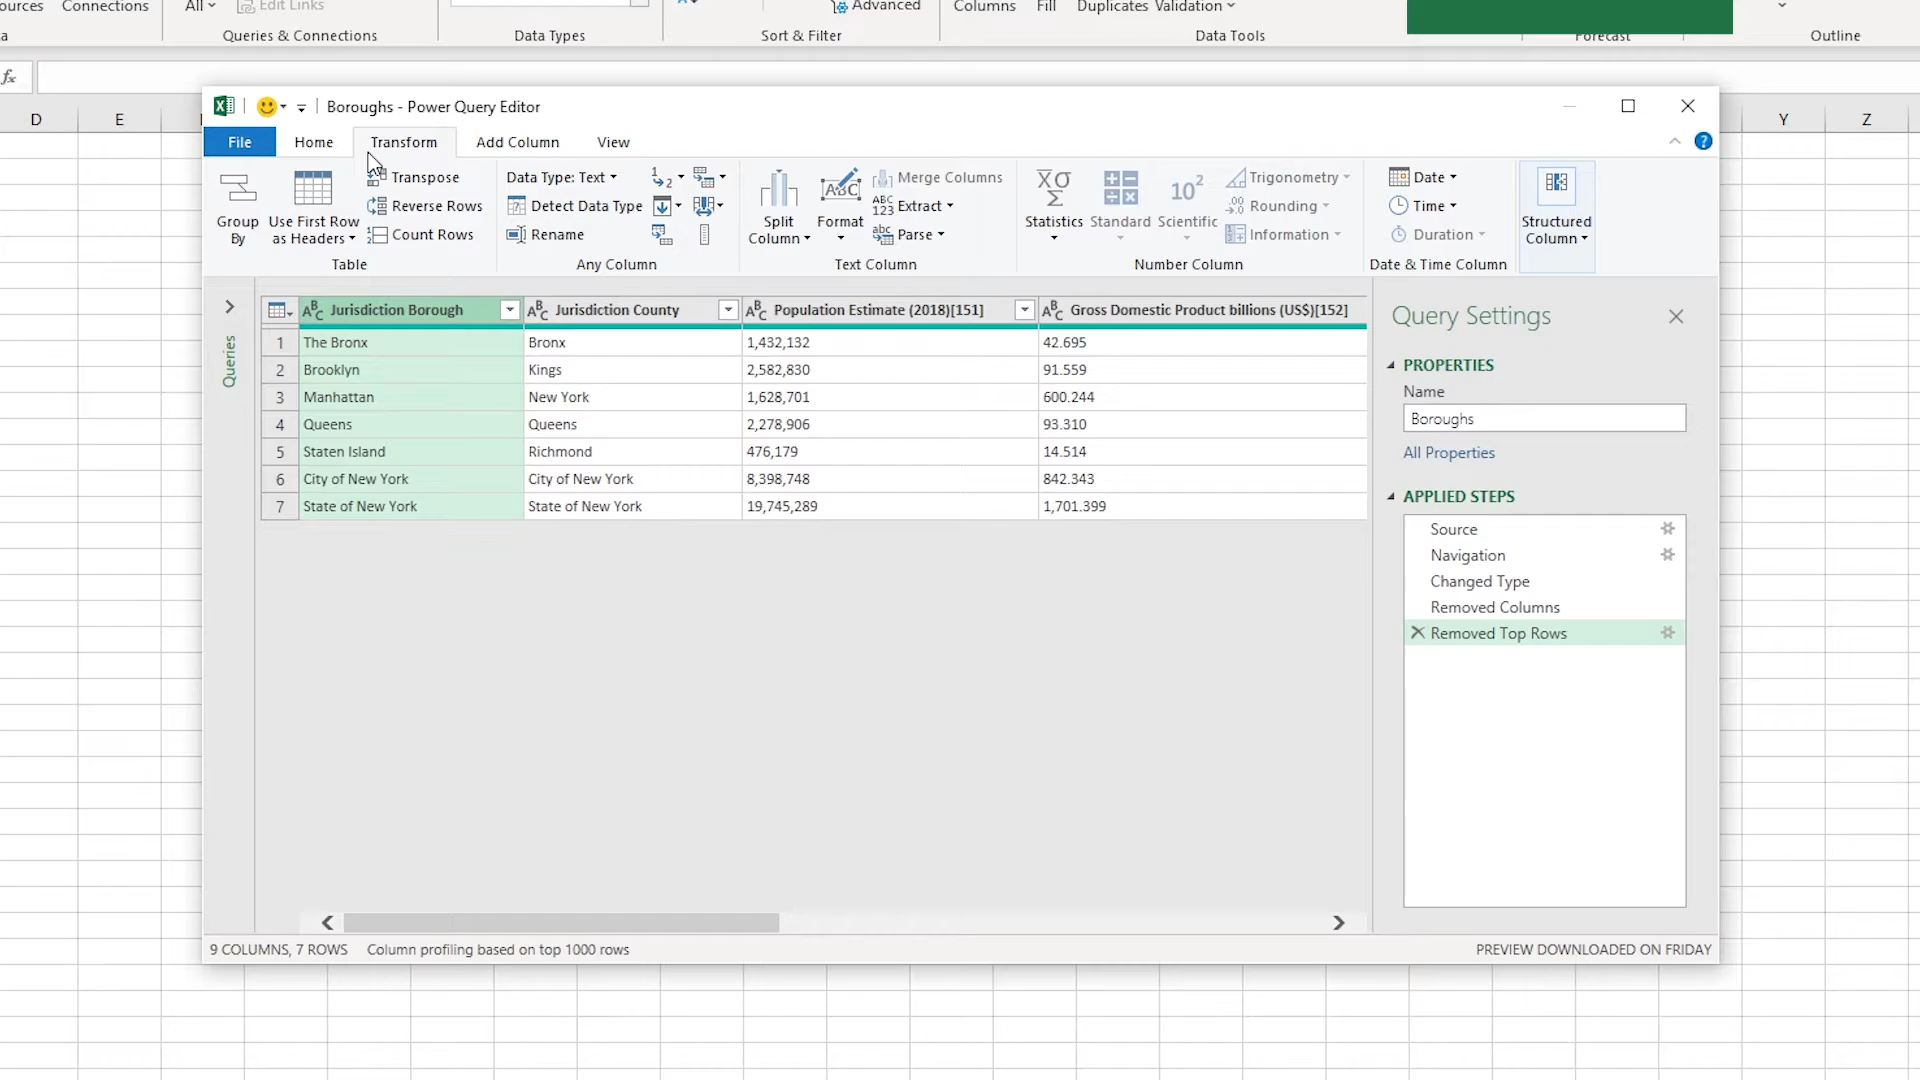 Connections All Edit Links Advanced Columns Fill Duplicates Validation
Queries & Connections Data Types Sort & Filter Data Tools Forecast Outline
fx
D E Y Z
Boroughs - Power Query Editor
File Home Transform Add Column View
Group By
Use First Row as Headers
Transpose
Reverse Rows
Count Rows
Table
Data Type: Text
Detect Data Type
Rename
Any Column
Split Column
Format
Merge Columns
Extract
Parse
Text Column
Statistics
Standard
Scientific
Trigonometry
Rounding
Information
Number Column
Date
Time
Duration
Date & Time Column
Structured Column
Queries
Jurisdiction Borough Jurisdiction County Population Estimate (2018)[151] Gross Domestic Product billions (US$)[152]
1 The Bronx Bronx 1,432,132 42.695
2 Brooklyn Kings 2,582,830 91.559
3 Manhattan New York 1,628,701 600.244
4 Queens Queens 2,278,906 93.310
5 Staten Island Richmond 476,179 14.514
6 City of New York City of New York 8,398,748 842.343
7 State of New York State of New York 19,745,289 1,701.399
Query Settings
PROPERTIES
Name
Boroughs
All Properties
APPLIED STEPS
Source
Navigation
Changed Type
Removed Columns
Removed Top Rows
9 COLUMNS, 7 ROWS Column profiling based on top 1000 rows PREVIEW DOWNLOADED ON FRIDAY